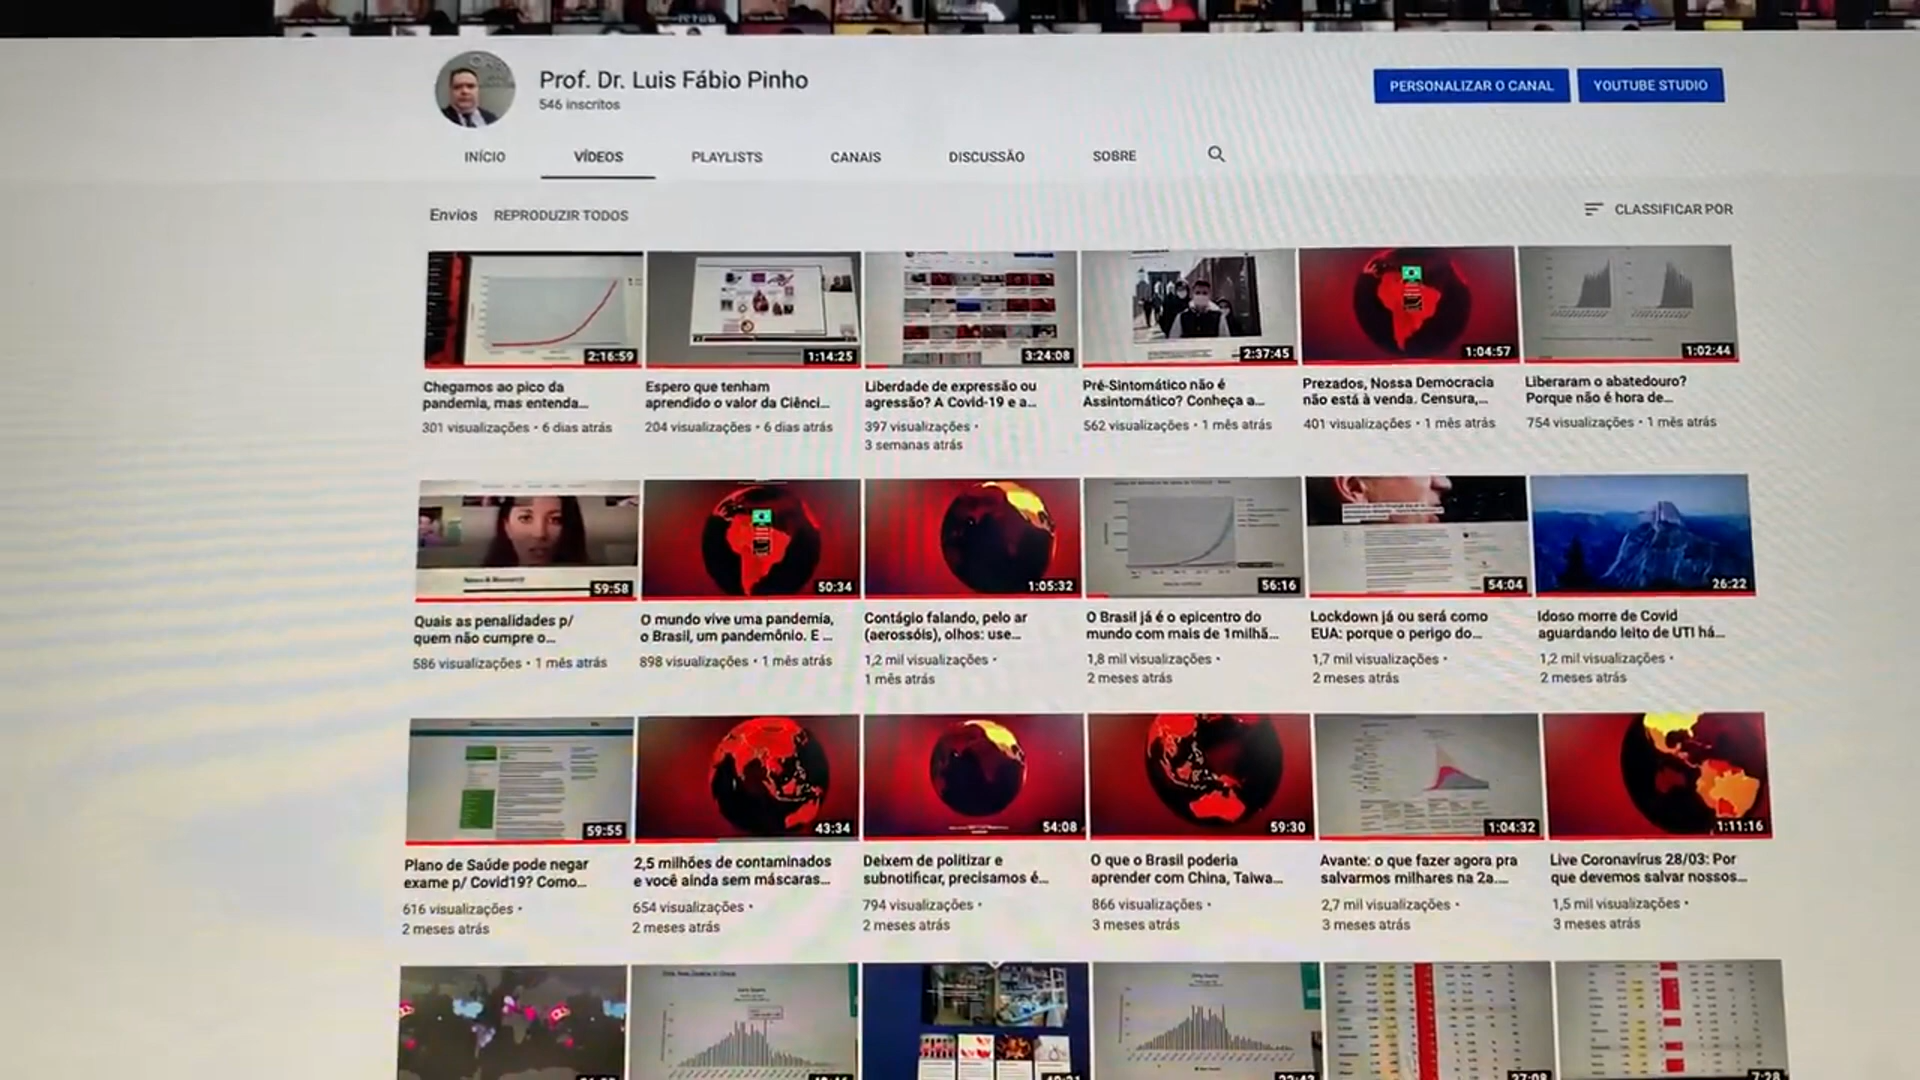 Prof. Dr. Luis Fábio Pinho
546 inscritos
PERSONALIZAR O CANAL
YOUTUBE STUDIO
INÍCIO
VÍDEOS
PLAYLISTS
CANAIS
DISCUSSÃO
SOBRE
Envios
REPRODUZIR TODOS
CLASSIFICAR POR
2:16:59
1:14:25
3:24:08
2:37:45
1:04:57
1:02:44
Chegamos ao pico da
pandemia, mas entenda...
301 visualizações • 6 dias atrás
Espero que tenham
aprendido o valor da Ciênci...
204 visualizações • 6 dias atrás
Liberdade de expressão ou
agressão? A Covid-19 e a...
397 visualizações •
3 semanas atrás
Pré-Sintomático não é
Assintomático? Conheça a...
562 visualizações • 1 mês atrás
Prezados, Nossa Democracia
não está à venda. Censura,...
401 visualizações • 1 mês atrás
Liberaram o abatedouro?
Porque não é hora de...
754 visualizações • 1 mês atrás
59:58
50:34
1:05:32
56:16
54:04
26:22
Quais as penalidades p/
quem não cumpre o...
586 visualizações • 1 mês atrás
O mundo vive uma pandemia,
o Brasil, um pandemônio. E ...
898 visualizações • 1 mês atrás
Contágio falando, pelo ar
(aerossóis), olhos: use...
1,2 mil visualizações •
1 mês atrás
O Brasil já é o epicentro do
mundo com mais de 1milhã...
1,8 mil visualizações •
2 meses atrás
Lockdown já ou será como
EUA: porque o perigo do...
1,7 mil visualizações •
2 meses atrás
Idoso morre de Covid
aguardando leito de UTI há...
1,2 mil visualizações •
2 meses atrás
59:55
43:34
54:08
59:30
1:04:32
1:11:16
Plano de Saúde pode negar
exame p/ Covid19? Como...
616 visualizações •
2 meses atrás
2,5 milhões de contaminados
e você ainda sem máscaras...
654 visualizações •
2 meses atrás
Deixem de politizar e
subnotificar, precisamos é...
794 visualizações •
2 meses atrás
O que o Brasil poderia
aprender com China, Taiwa...
866 visualizações •
3 meses atrás
Avante: o que fazer agora pra
salvarmos milhares na 2a....
2,7 mil visualizações •
3 meses atrás
Live Coronavírus 28/03: Por
que devemos salvar nossos...
1,5 mil visualizações •
3 meses atrás